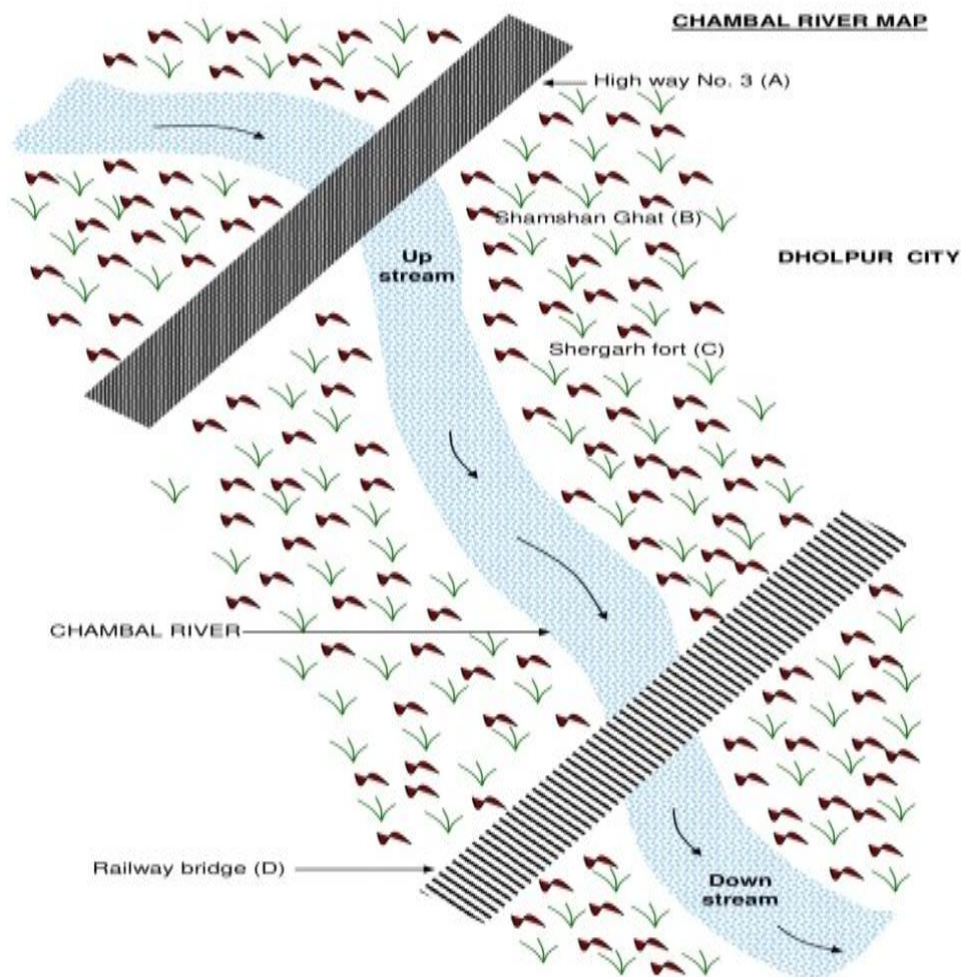 CHAMBAL RIVER MAP
High way No. 3 (A)
Shamshan Ghat (B)
Up
stream
DHOLPUR CITY
Shergarh fort (C)
CHAMBAL RIVER
Railway bridge (D)
Down
stream